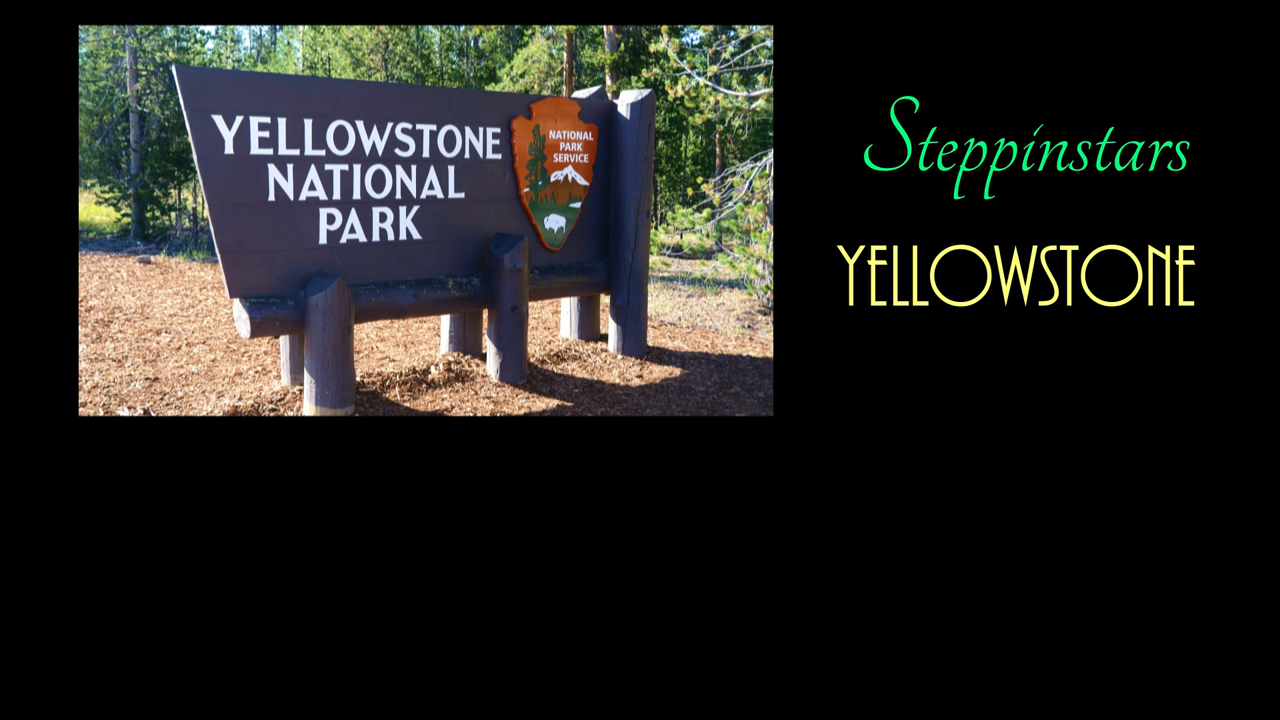 YELLOWSTONE
NATIONAL
PARK
NATIONAL
PARK
SERVICE
Steppinstars
YELLOWSTONE